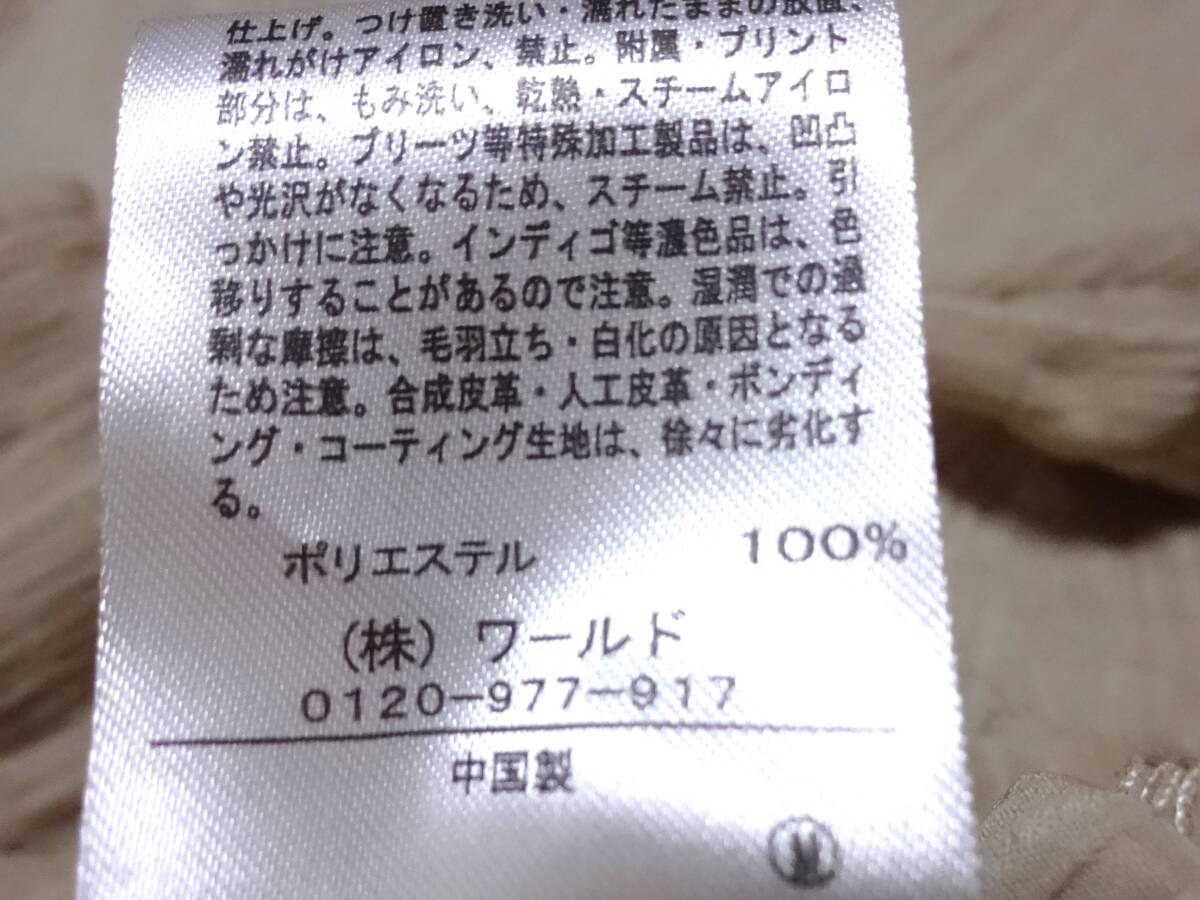 仕上げ。つけ置き洗い・濡れたままの放置、
濡れがけアイロン、禁止。附属・プリント
部分は、もみ洗い、乾熱・スチームアイロ
ン禁止。プリーツ等特殊加工製品は、凹凸
や光沢がなくなるため、スチーム禁止。引
っかけに注意。インディゴ等濃色品は、色
移りすることがあるので注意。湿潤での過
剰な摩擦は、毛羽立ち・白化の原因となる
ため注意。合成皮革・人工皮革・ボンディ
ング・コーティング生地は、徐々に劣化す
る。
ポリエステル 100%
(株) ワールド
0120-977-917
中国製